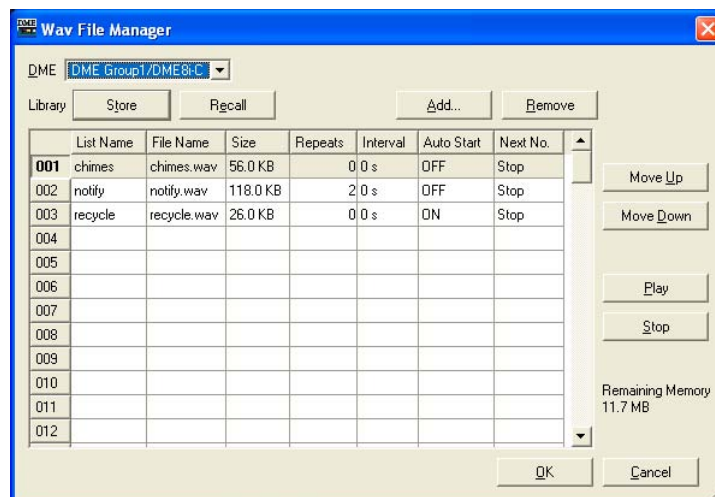 DME Wav File Manager
DME DME Group1/DME8i-C
Library Store Recall Add... Remove
List Name File Name Size Repeats Interval Auto Start Next No.
001 chimes chimes.wav 56.0 KB 0 0 s OFF Stop
002 notify notify.wav 118.0 KB 2 0 s OFF Stop
003 recycle recycle.wav 26.0 KB 0 0 s ON Stop
004
005
006
007
008
009
010
011
012
Move Up
Move Down
Play
Stop
Remaining Memory
11.7 MB
OK Cancel